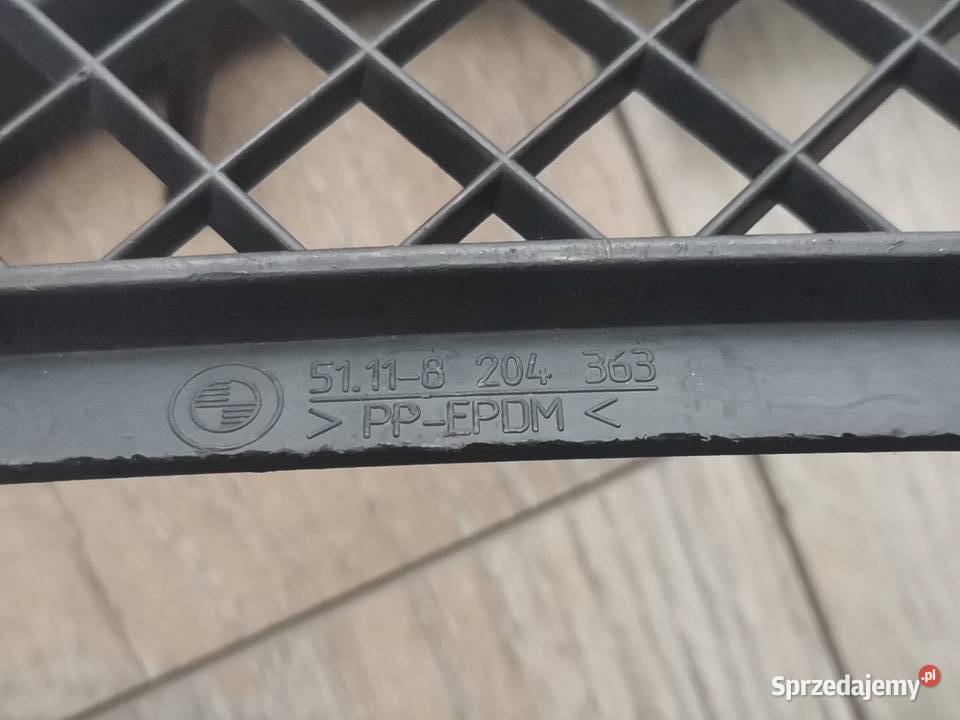 51.11-8 204 363
> PP-EPDM <
Sprzedajemy.pl